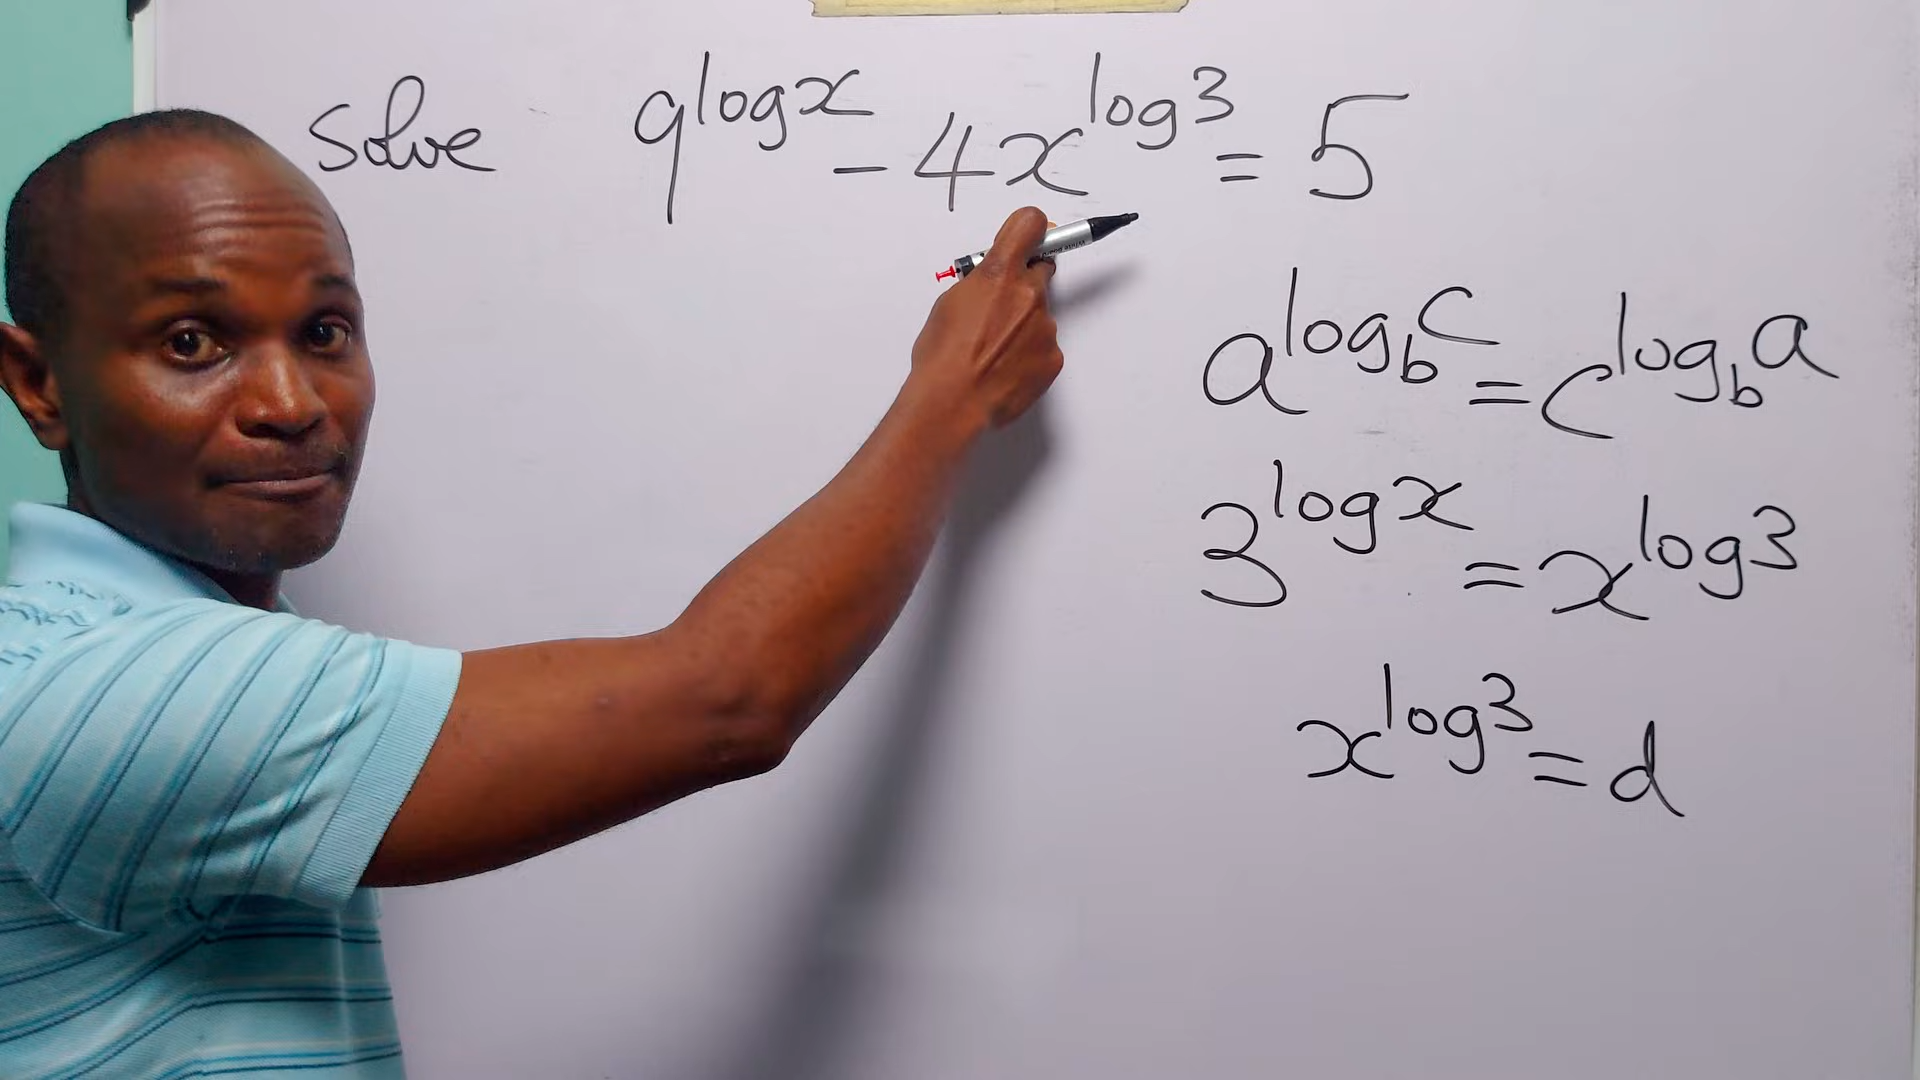 Solve 9^{log x} - 4x^{log 3} = 5
a^{log_b c} = c^{log_b a}
3^{log x} = x^{log 3}
x^{log 3} = d